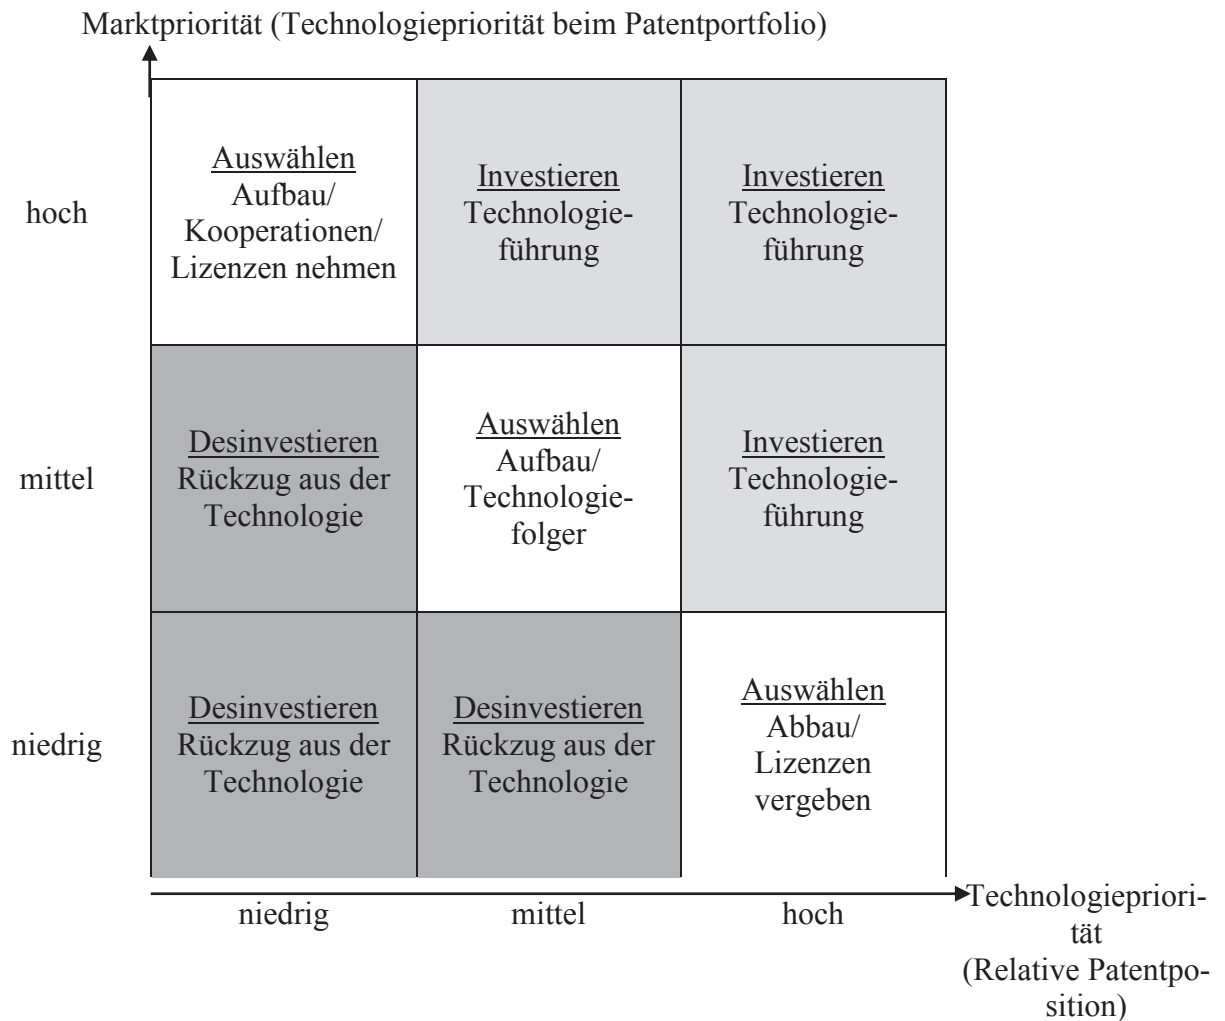 Marktpriorität (Technologiepriorität beim Patentportfolio)
hoch
Auswählen
Aufbau/
Kooperationen/
Lizenzen nehmen
Investieren
Technologie-
führung
Investieren
Technologie-
führung
mittel
Desinvestieren
Rückzug aus der
Technologie
Auswählen
Aufbau/
Technologie-
folger
Investieren
Technologie-
führung
niedrig
Desinvestieren
Rückzug aus der
Technologie
Desinvestieren
Rückzug aus der
Technologie
Auswählen
Abbau/
Lizenzen
vergeben
niedrig
mittel
hoch
Technologiepriori-
tät
(Relative Patentpo-
sition)